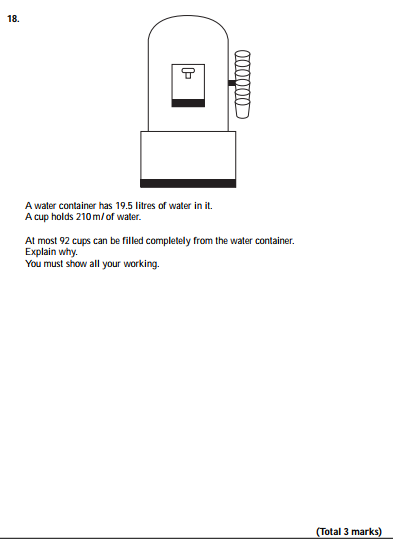 18.
A water container has 19.5 litres of water in it.
A cup holds 210 ml of water.
At most 92 cups can be filled completely from the water container.
Explain why.
You must show all your working.
(Total 3 marks)